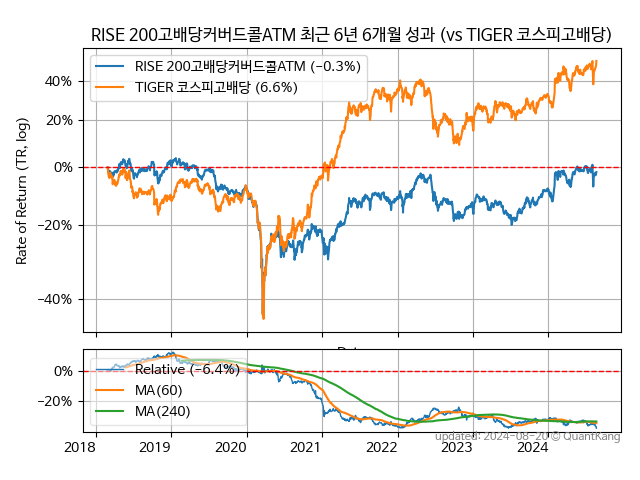 RISE 200고배당커버드콜ATM 최근 6년 6개월 성과 (vs TIGER 코스피고배당)
Rate of Return (TR, log)
40%
20%
0%
−20%
−40%
RISE 200고배당커버드콜ATM (−0.3%)
TIGER 코스피고배당 (6.6%)
0%
−20%
Relative (−6.4%)
MA(60)
MA(240)
updated: 2024-08-20 © QuantKang
2018
2019
2020
2021
2022
2023
2024